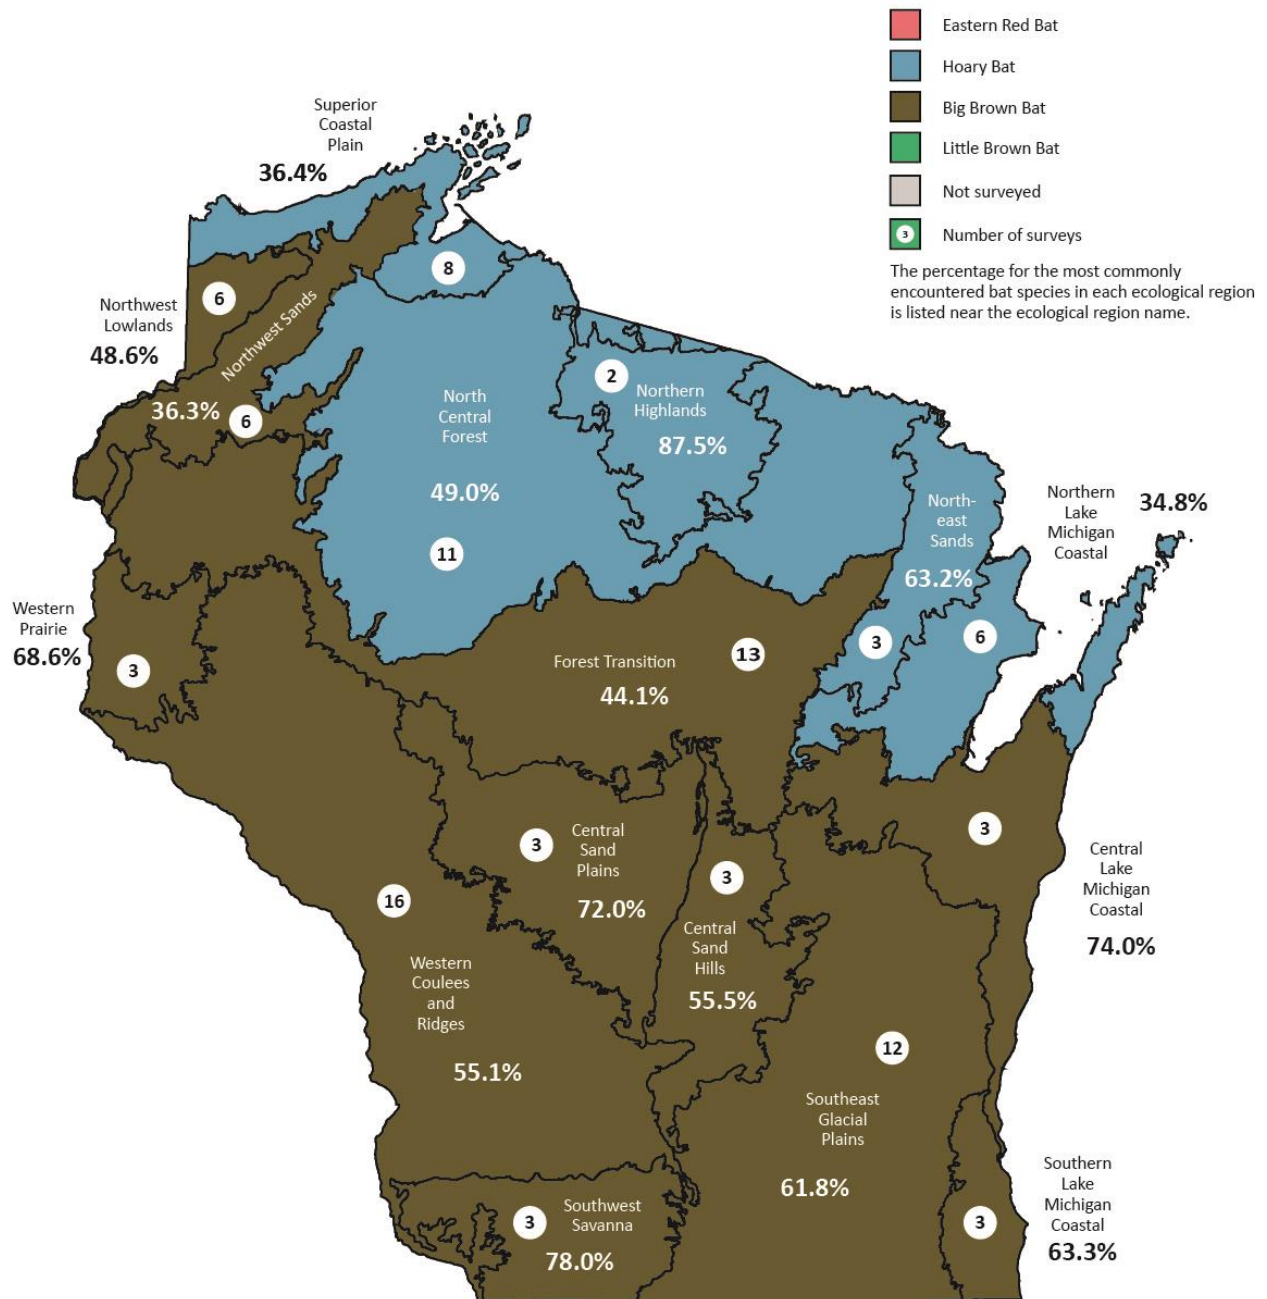 Eastern Red Bat
Hoary Bat
Big Brown Bat
Little Brown Bat
Not surveyed
3 Number of surveys
The percentage for the most commonly
encountered bat species in each ecological region
is listed near the ecological region name.
Superior
Coastal
Plain
36.4%
8
6
Northwest
Lowlands
48.6%
Northwest Sands
36.3%
6
North
Central
Forest
49.0%
11
2
Northern
Highlands
87.5%
North-
east
Sands
63.2%
3
Northern
Lake
Michigan
Coastal
34.8%
6
Western
Prairie
68.6%
3
Forest Transition
44.1%
13
3
Central
Sand
Plains
72.0%
3
Central
Sand
Hills
55.5%
3
Central
Lake
Michigan
Coastal
74.0%
16
Western
Coulees
and
Ridges
55.1%
12
Southeast
Glacial
Plains
61.8%
3
Southwest
Savanna
78.0%
3
Southern
Lake
Michigan
Coastal
63.3%